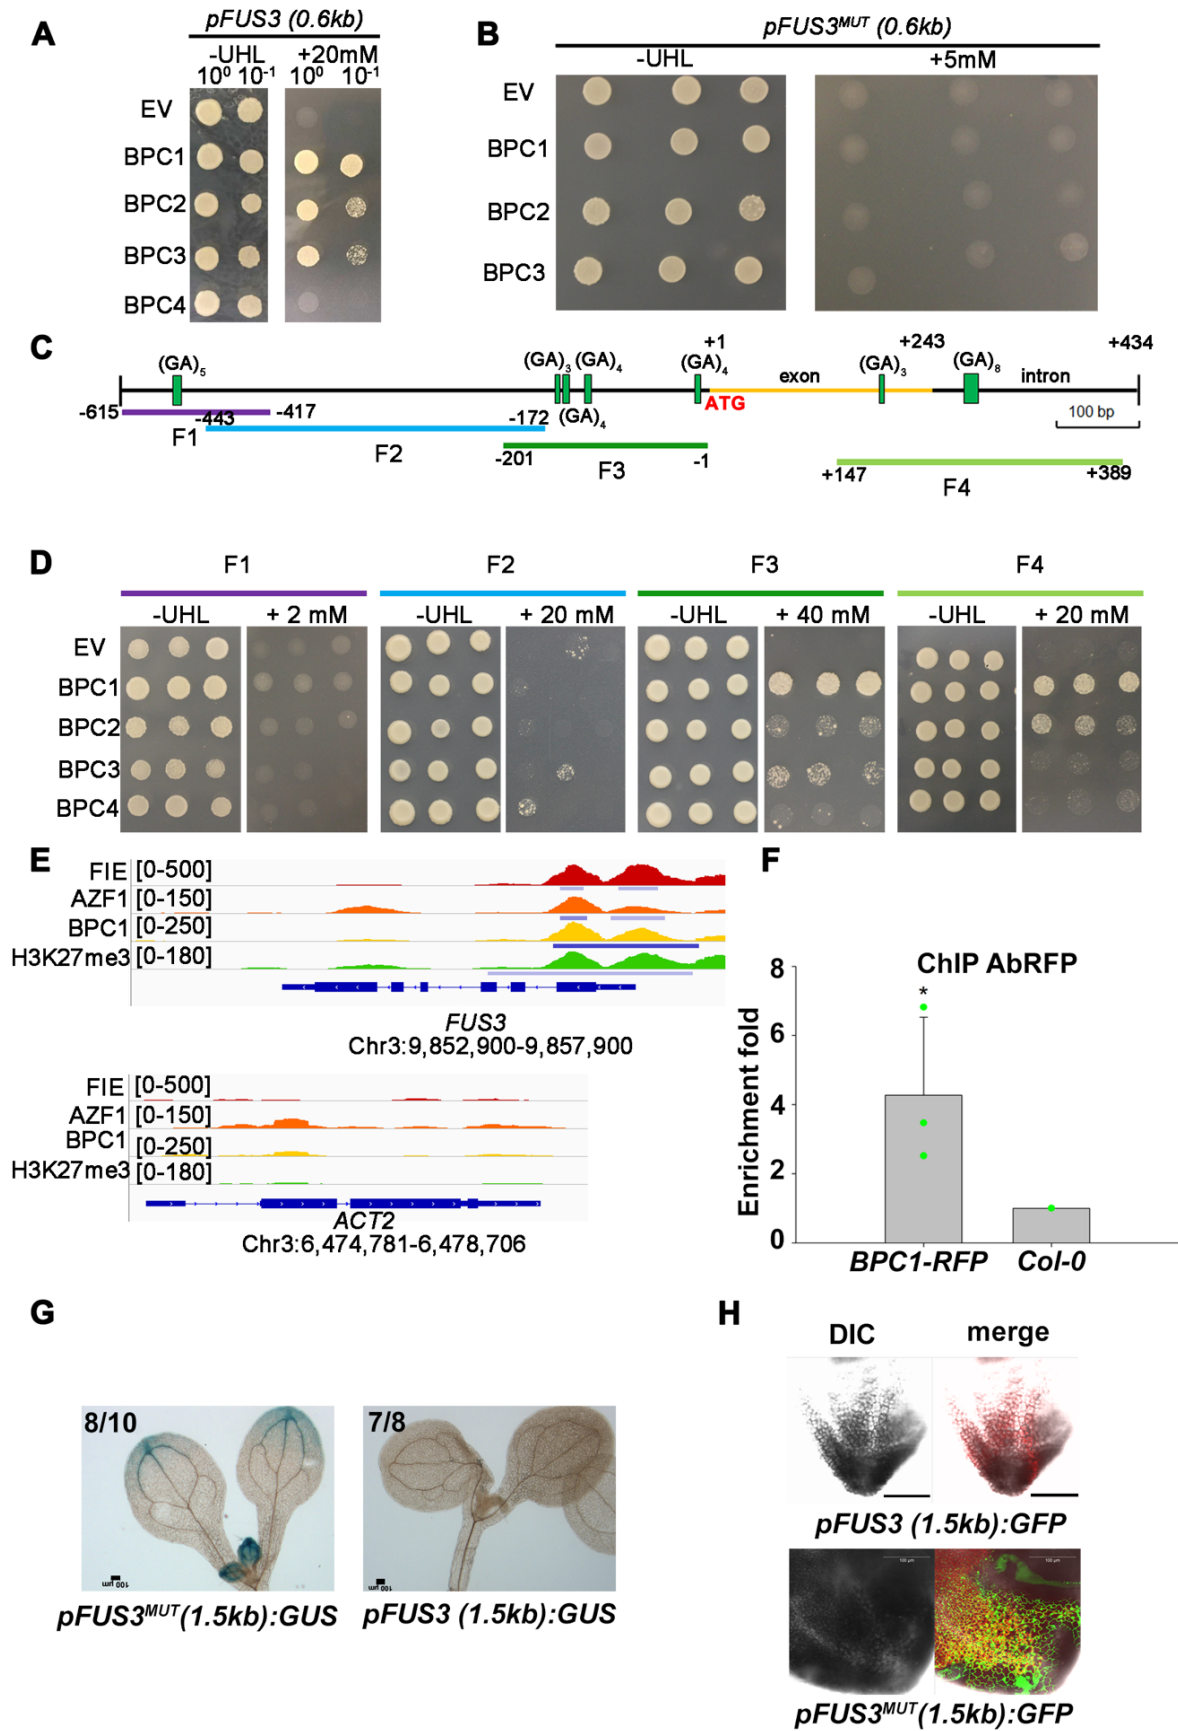 A
pFUS3 (0.6kb)
-UHL +20mM
10⁰ 10⁻¹ 10⁰ 10⁻¹
EV
BPC1
BPC2
BPC3
BPC4
B
pFUS3ᴹᵁᵀ (0.6kb)
-UHL +5mM
EV
BPC1
BPC2
BPC3
C
+1 +243 +434
(GA)₅ (GA)₃ (GA)₄ (GA)₄ (GA)₃ (GA)₈
exon intron
(GA)₄ ATG
100 bp
-615 -443 -417 -172
F1 F2
-201 F3 -1
+147 F4 +389
D
F1 F2 F3 F4
-UHL + 2 mM -UHL + 20 mM -UHL + 40 mM -UHL + 20 mM
EV
BPC1
BPC2
BPC3
BPC4
E
FIE [0-500]
AZF1 [0-150]
BPC1 [0-250]
H3K27me3 [0-180]
FUS3
Chr3:9,852,900-9,857,900
FIE [0-500]
AZF1 [0-150]
BPC1 [0-250]
H3K27me3 [0-180]
ACT2
Chr3:6,474,781-6,478,706
F
ChIP AbRFP
Enrichment fold
8
6
4
2
0
*
BPC1-RFP Col-0
G
8/10
100 µm
pFUS3ᴹᵁᵀ(1.5kb):GUS
7/8
100 µm
pFUS3 (1.5kb):GUS
H
DIC merge
pFUS3 (1.5kb):GFP
100 µm 100 µm
pFUS3ᴹᵁᵀ(1.5kb):GFP